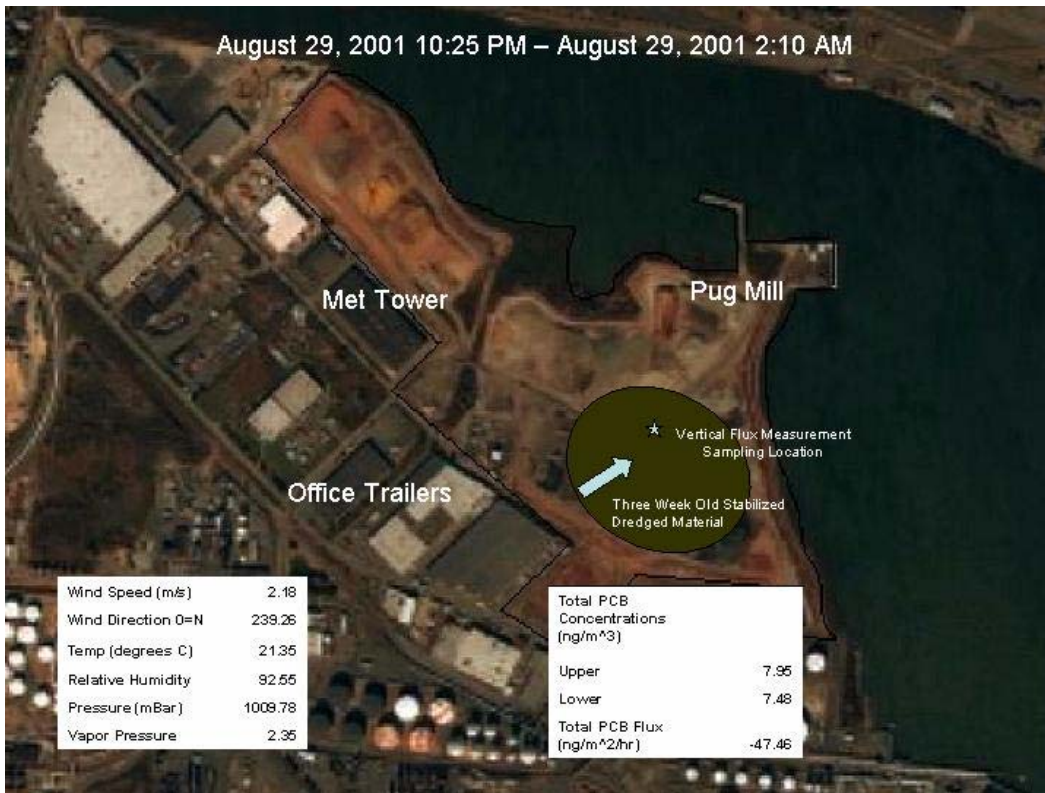 August 29, 2001 10:25 PM – August 29, 2001 2:10 AM
Met Tower
Pug Mill
Vertical Flux Measurement
Sampling Location
Office Trailers
Three Week Old Stabilized
Dredged Material
Wind Speed (m/s) 2.18
Wind Direction 0=N 239.26
Temp (degrees C) 21.35
Relative Humidity 92.55
Pressure (mBar) 1009.78
Vapor Pressure 2.35
Total PCB
Concentrations
(ng/m^3)
Upper 7.95
Lower 7.48
Total PCB Flux
(ng/m^2/hr) -47.46